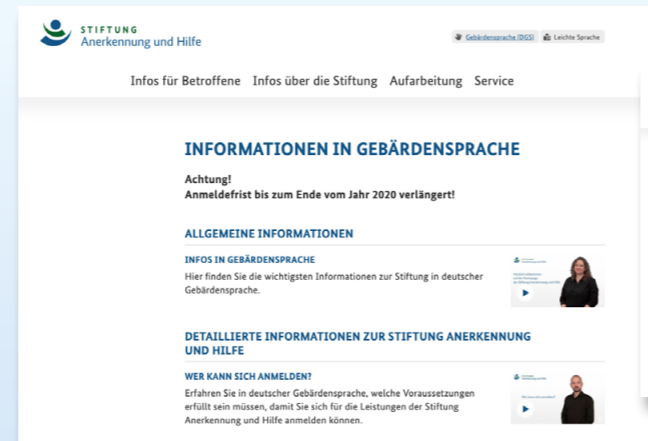 STIFTUNG
Anerkennung und Hilfe
Gebärdensprache (DGS) Leichte Sprache
Infos für Betroffene Infos über die Stiftung Aufarbeitung Service
INFORMATIONEN IN GEBÄRDENSPRACHE
Achtung!
Anmeldefrist bis zum Ende vom Jahr 2020 verlängert!
ALLGEMEINE INFORMATIONEN
INFOS IN GEBÄRDENSPRACHE
Hier finden Sie die wichtigsten Informationen zur Stiftung in deutscher
Gebärdensprache.
DETAILLIERTE INFORMATIONEN ZUR STIFTUNG ANERKENNUNG
UND HILFE
WER KANN SICH ANMELDEN?
Erfahren Sie in deutscher Gebärdensprache, welche Voraussetzungen
erfüllt sein müssen, damit Sie sich für die Leistungen der Stiftung
Anerkennung und Hilfe anmelden können.